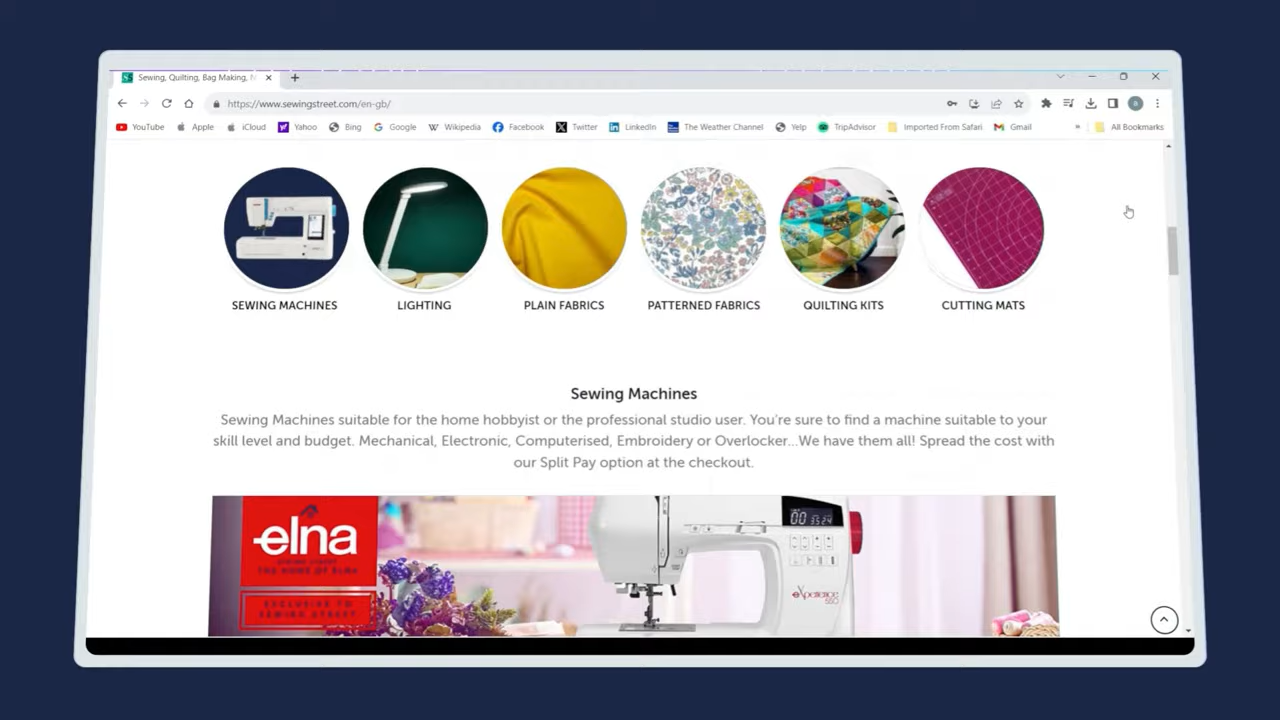 Sewing, Quilting, Bag Making, M
https://www.sewingstreet.com/en-gb/
YouTube Apple iCloud Yahoo Bing Google Wikipedia Facebook Twitter LinkedIn The Weather Channel Yelp TripAdvisor Imported From Safari Gmail » All Bookmarks
SEWING MACHINES LIGHTING PLAIN FABRICS PATTERNED FABRICS QUILTING KITS CUTTING MATS
Sewing Machines
Sewing Machines suitable for the home hobbyist or the professional studio user. You're sure to find a machine suitable to your
skill level and budget. Mechanical, Electronic, Computerised, Embroidery or Overlocker...We have them all! Spread the cost with
our Split Pay option at the checkout.
elna
SEWING STREET
THE HOME OF ELNA
EXCLUSIVE TO
SEWING STREET
eXperience
550